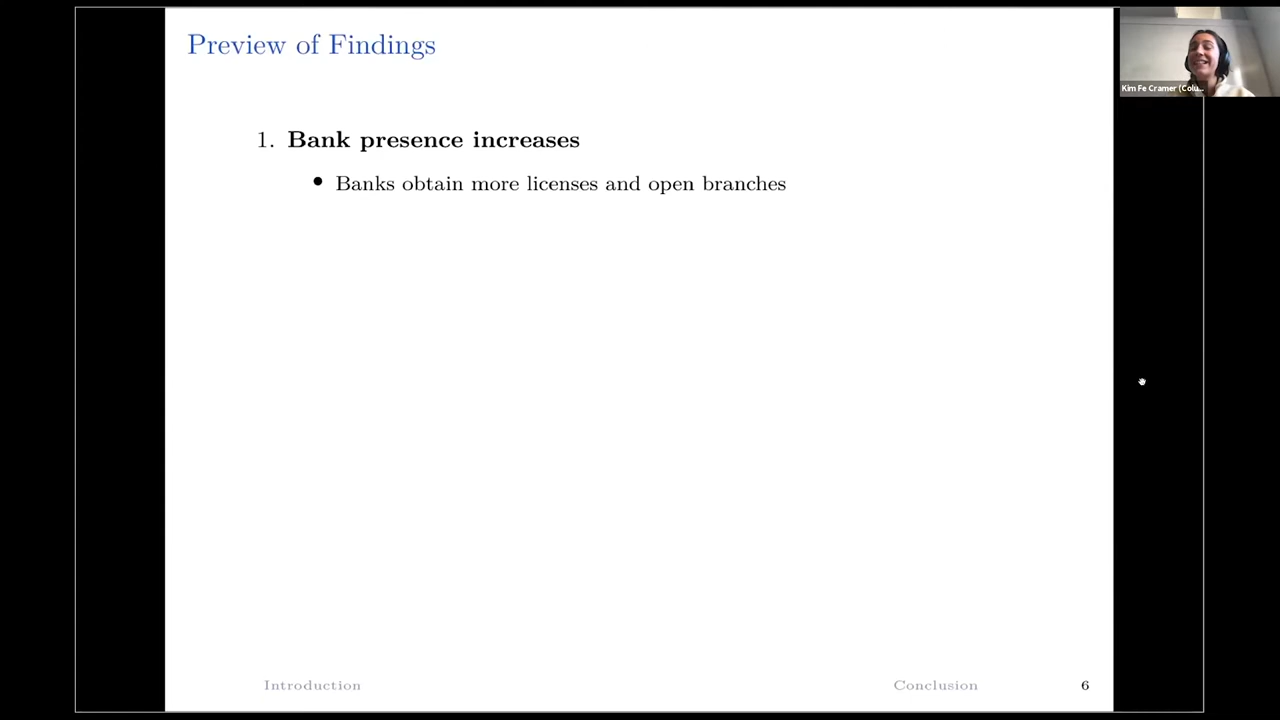 Preview of Findings
Kim Fe Cramer (Colu...
1. Bank presence increases
• Banks obtain more licenses and open branches
Introduction
Conclusion
6